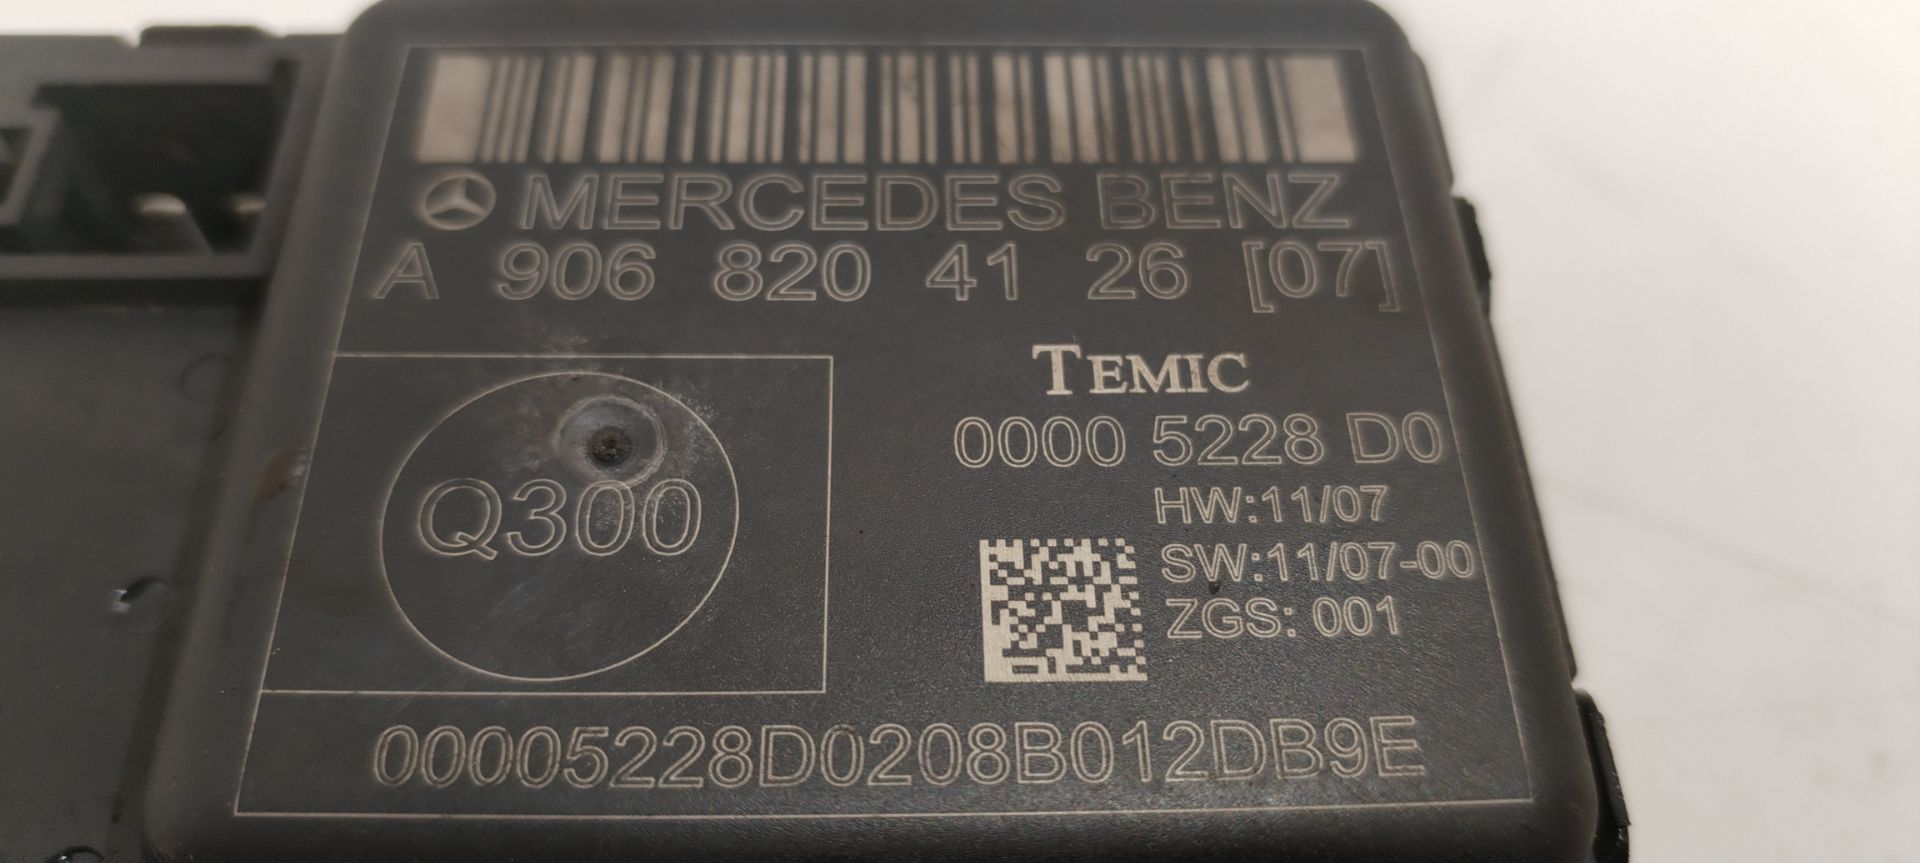 MERCEDES BENZ
A 906 820 41 26 [07]
TEMIC
0000 5228 D0
HW:11/07
SW:11/07-00
ZGS: 001
Q300
00005228D0208B012DB9E